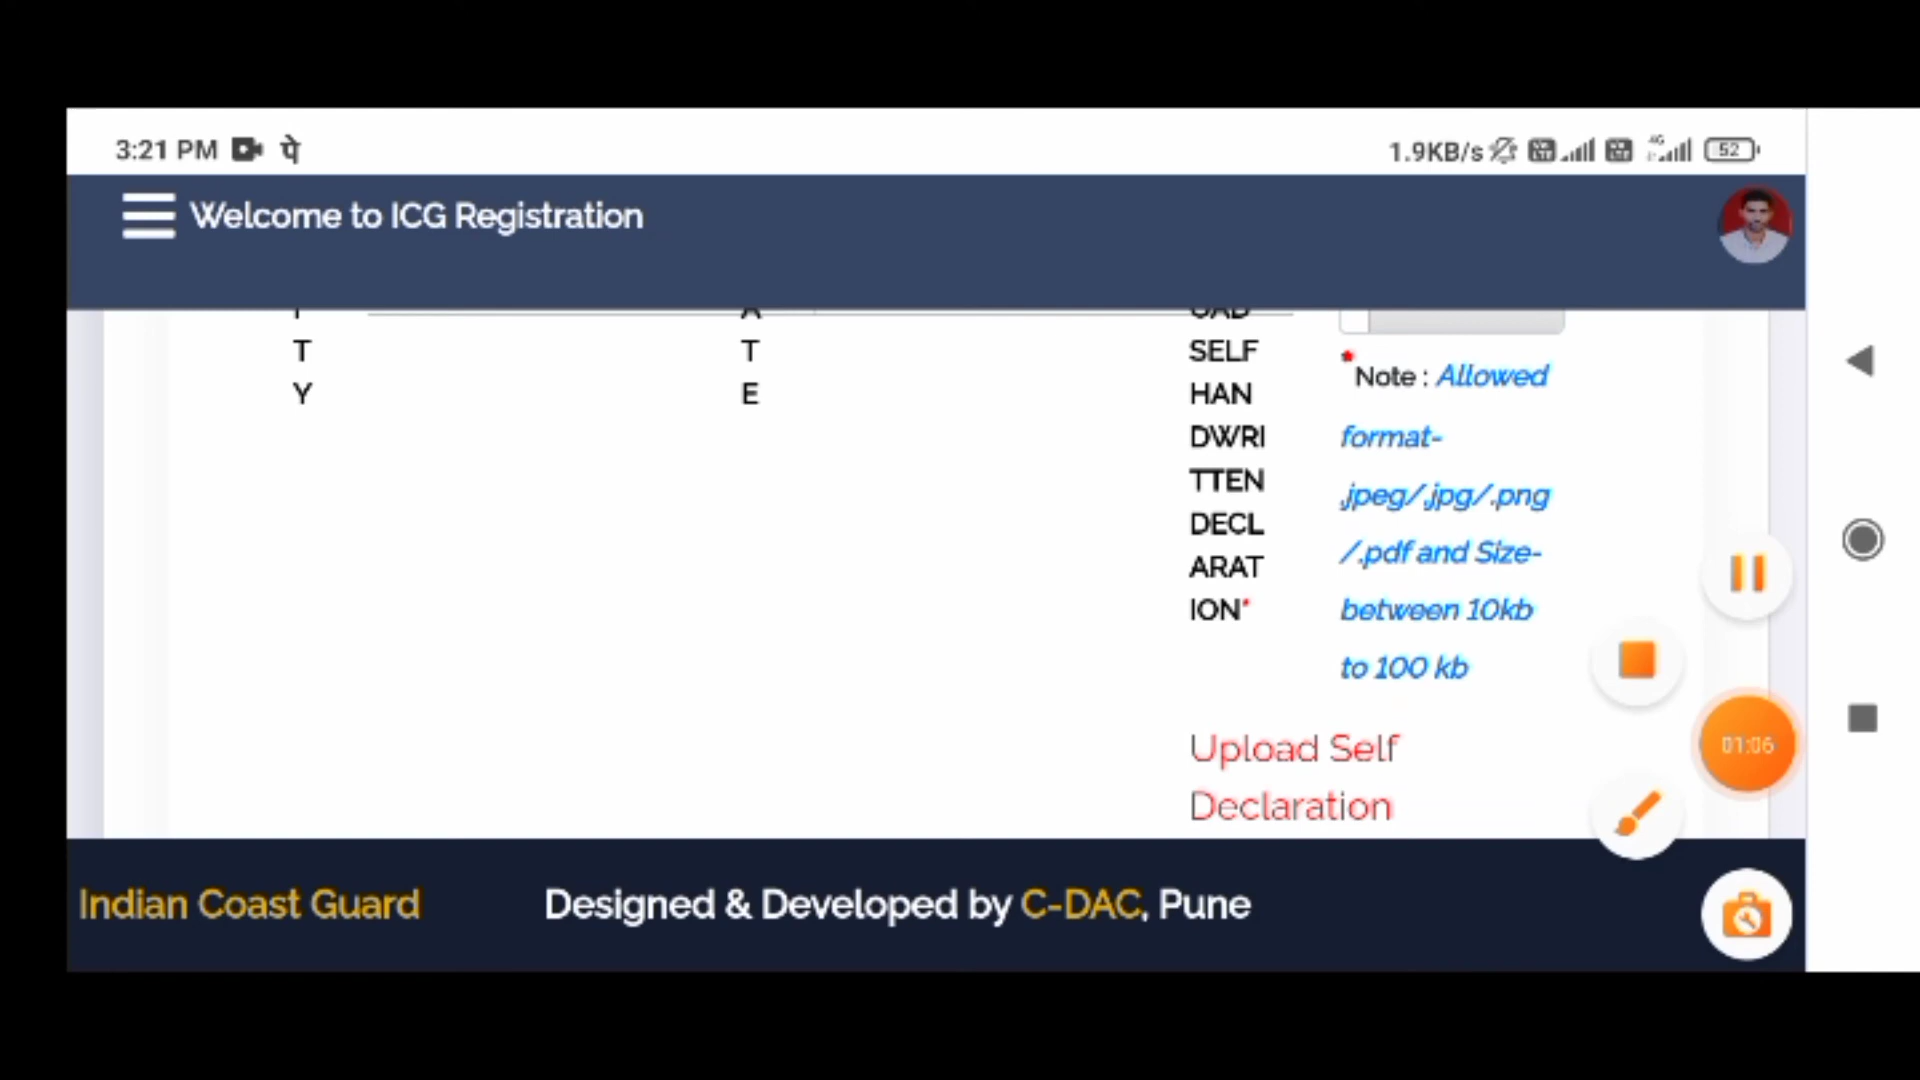 3:21 PM पे
1.9KB/s 4G 52
Welcome to ICG Registration
T
Y
T
E
SELF
HAN
DWRI
TTEN
DECL
ARAT
ION*
*Note : Allowed
format-
.jpeg/.jpg/.png
/.pdf and Size-
between 10kb
to 100 kb
Upload Self
Declaration
01:06
Indian Coast Guard
Designed & Developed by C-DAC, Pune